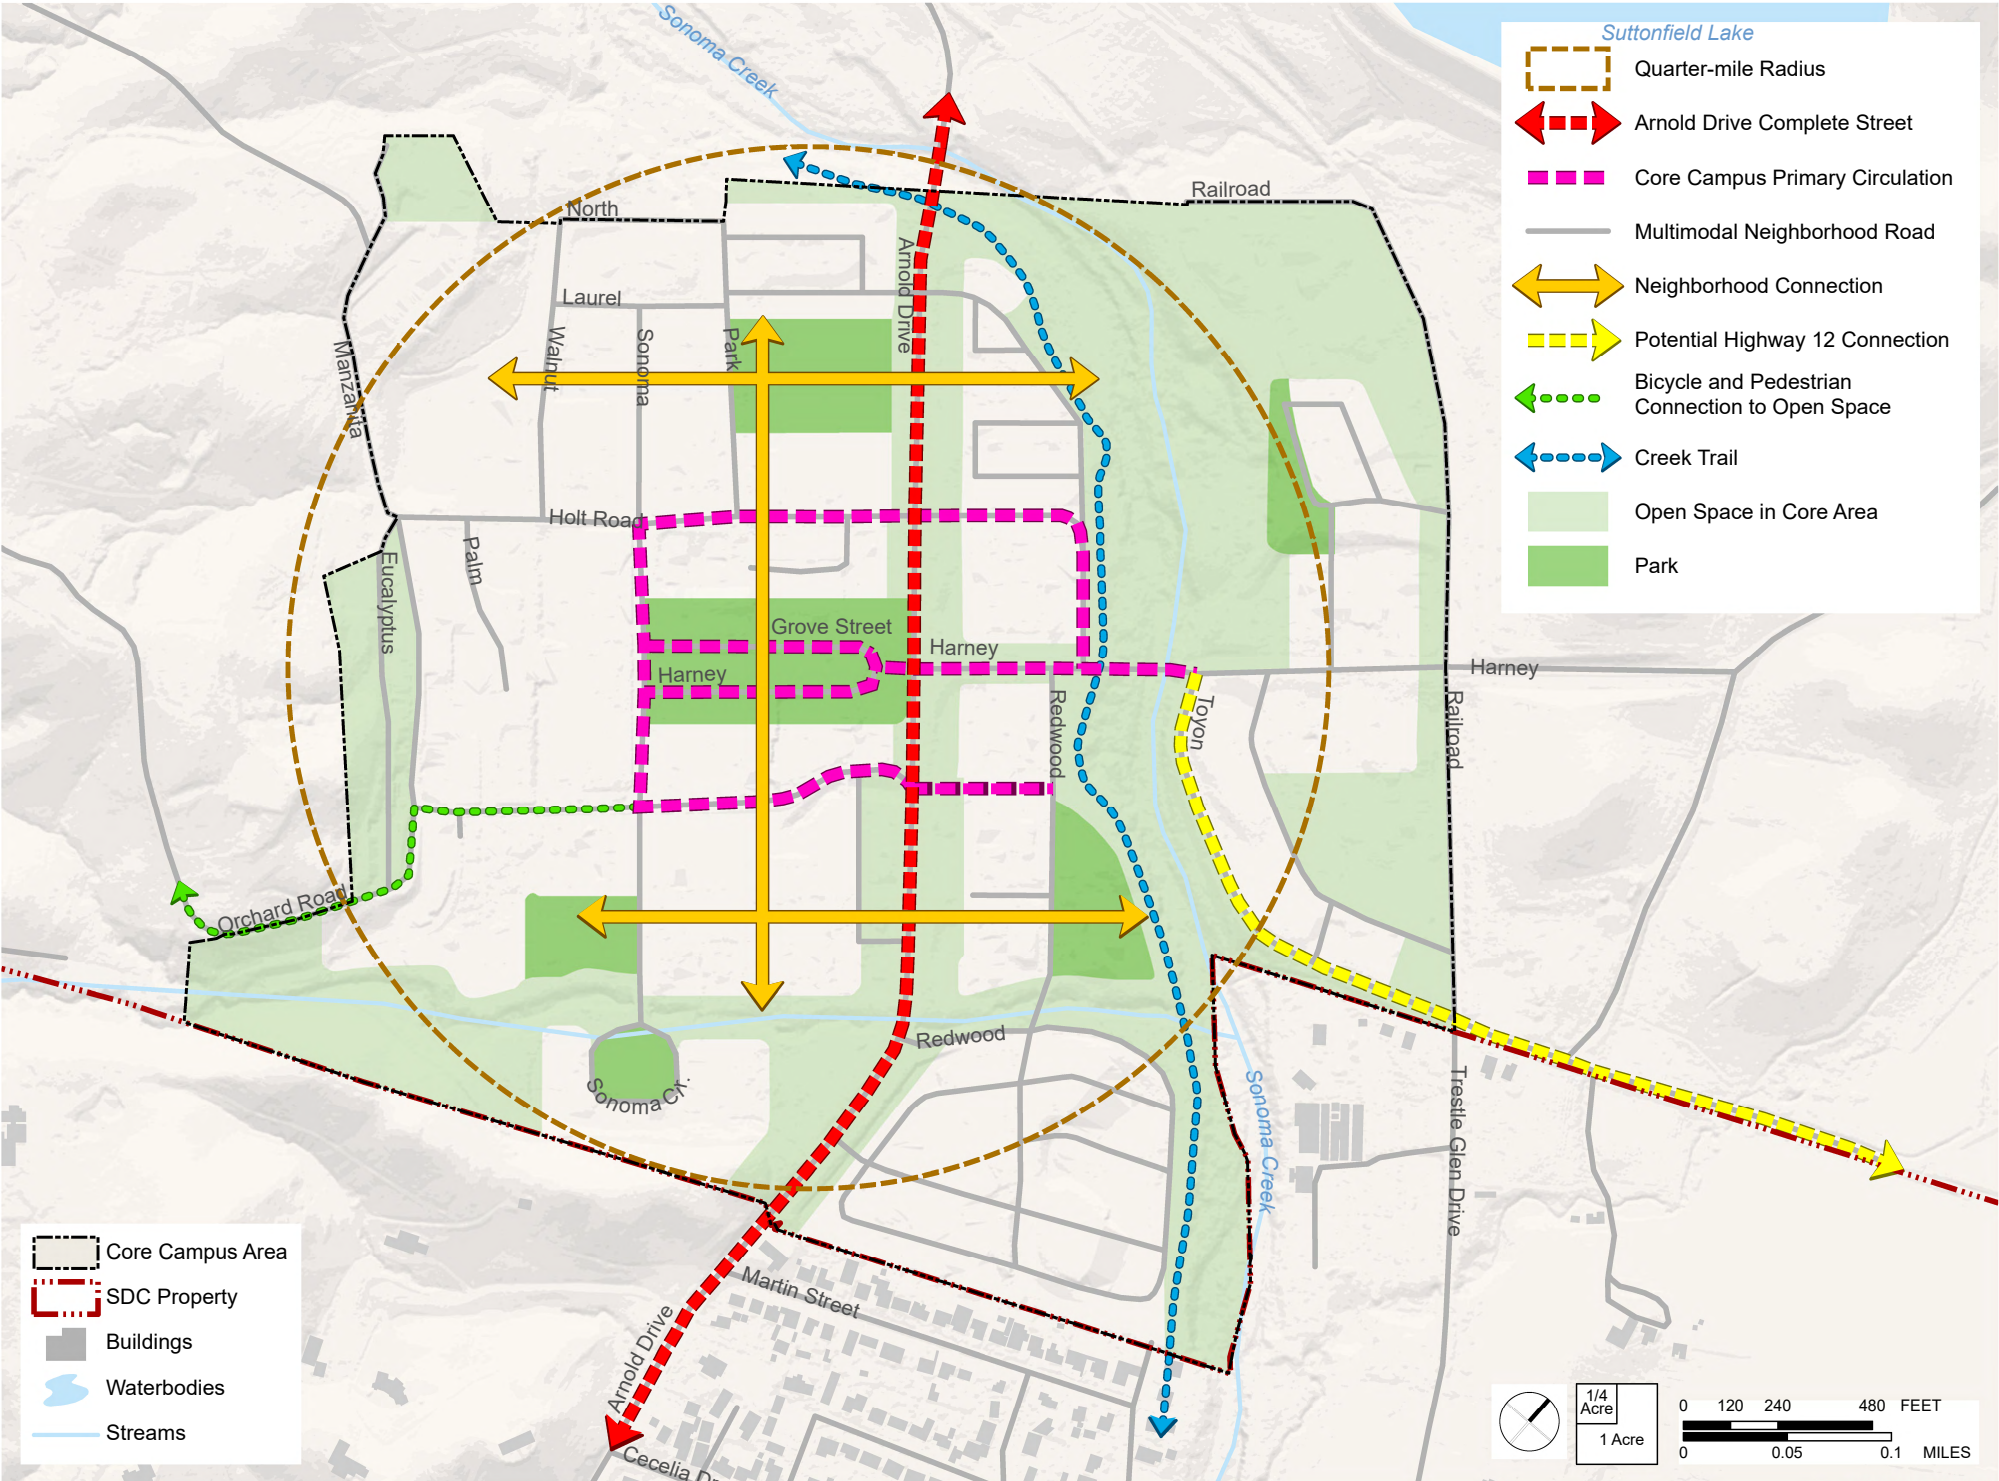 Sonoma Creek
Suttonfield Lake
Quarter-mile Radius
Arnold Drive Complete Street
Core Campus Primary Circulation
Multimodal Neighborhood Road
Neighborhood Connection
Potential Highway 12 Connection
Bicycle and Pedestrian
Connection to Open Space
Creek Trail
Open Space in Core Area
Park
Railroad
North
Arnold Drive
Laurel
Walnut
Sonoma
Park
Manzanita
Holt Road
Palm
Eucalyptus
Grove Street
Harney
Harney
Harney
Redwood
Toyon
Railroad
Orchard Road
Redwood
Sonoma Cr.
Sonoma Creek
Trestle Glen Drive
Martin Street
Arnold Drive
Cecelia Dr
Core Campus Area
SDC Property
Buildings
Waterbodies
Streams
1/4
Acre
1 Acre
0 120 240 480 FEET
0 0.05 0.1 MILES